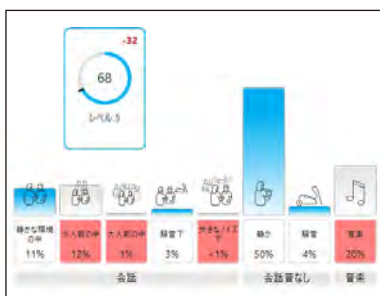 -32
68
レベル:5
静かな環境の中
11%
少人数の中
12%
大人数の中
1%
騒音下
3%
大きなノイズ下
<1%
静か
50%
騒音
4%
音楽
20%
会話
会話音なし
音楽